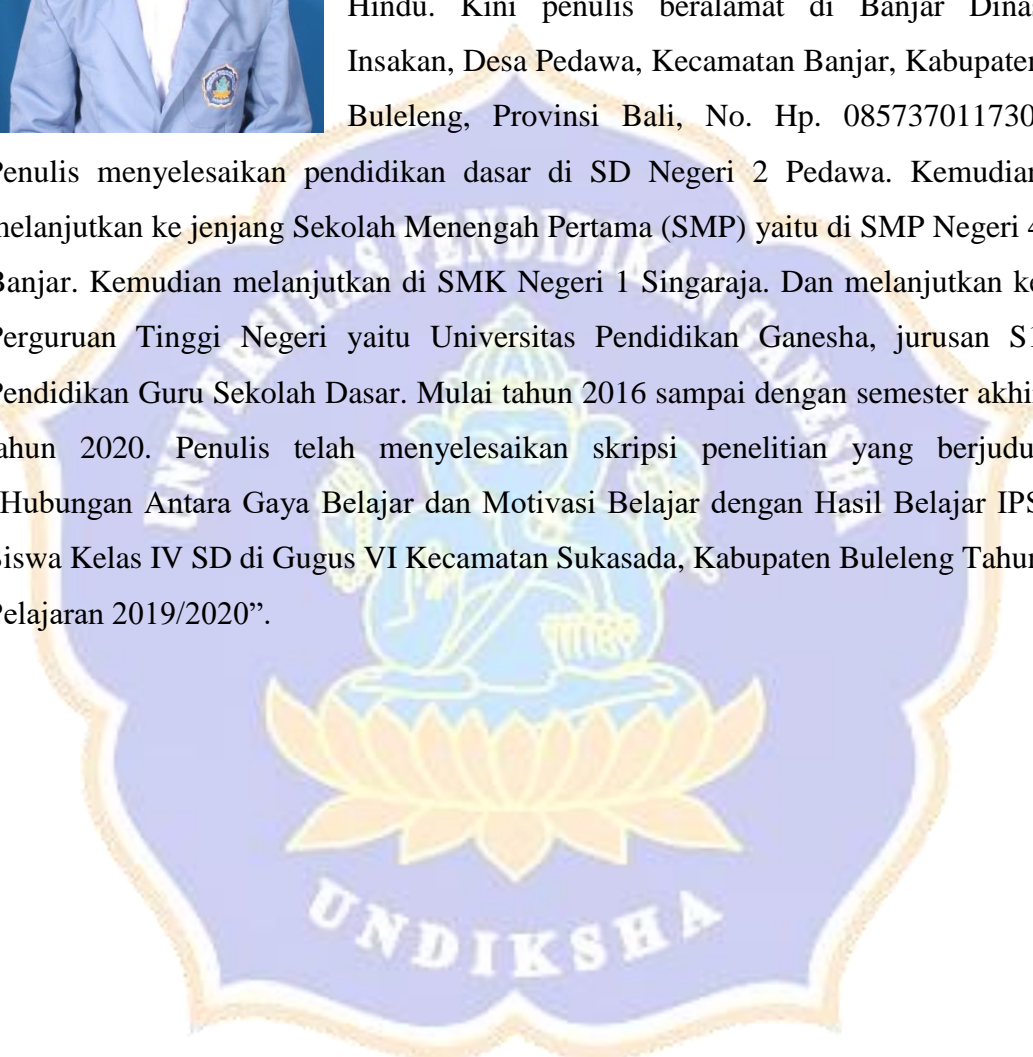 Hindu. Kini penulis beralamat di Banjar Dinas
Insakan, Desa Pedawa, Kecamatan Banjar, Kabupaten
Buleleng, Provinsi Bali, No. Hp. 085737011730
Penulis menyelesaikan pendidikan dasar di SD Negeri 2 Pedawa. Kemudian
melanjutkan ke jenjang Sekolah Menengah Pertama (SMP) yaitu di SMP Negeri 4
Banjar. Kemudian melanjutkan di SMK Negeri 1 Singaraja. Dan melanjutkan ke
Perguruan Tinggi Negeri yaitu Universitas Pendidikan Ganesha, jurusan S1
Pendidikan Guru Sekolah Dasar. Mulai tahun 2016 sampai dengan semester akhir
tahun 2020. Penulis telah menyelesaikan skripsi penelitian yang berjudul
“Hubungan Antara Gaya Belajar dan Motivasi Belajar dengan Hasil Belajar IPS
Siswa Kelas IV SD di Gugus VI Kecamatan Sukasada, Kabupaten Buleleng Tahun
Pelajaran 2019/2020”.
UNIVERSITAS PENDIDIKAN GANESHA
UNDIKSHA